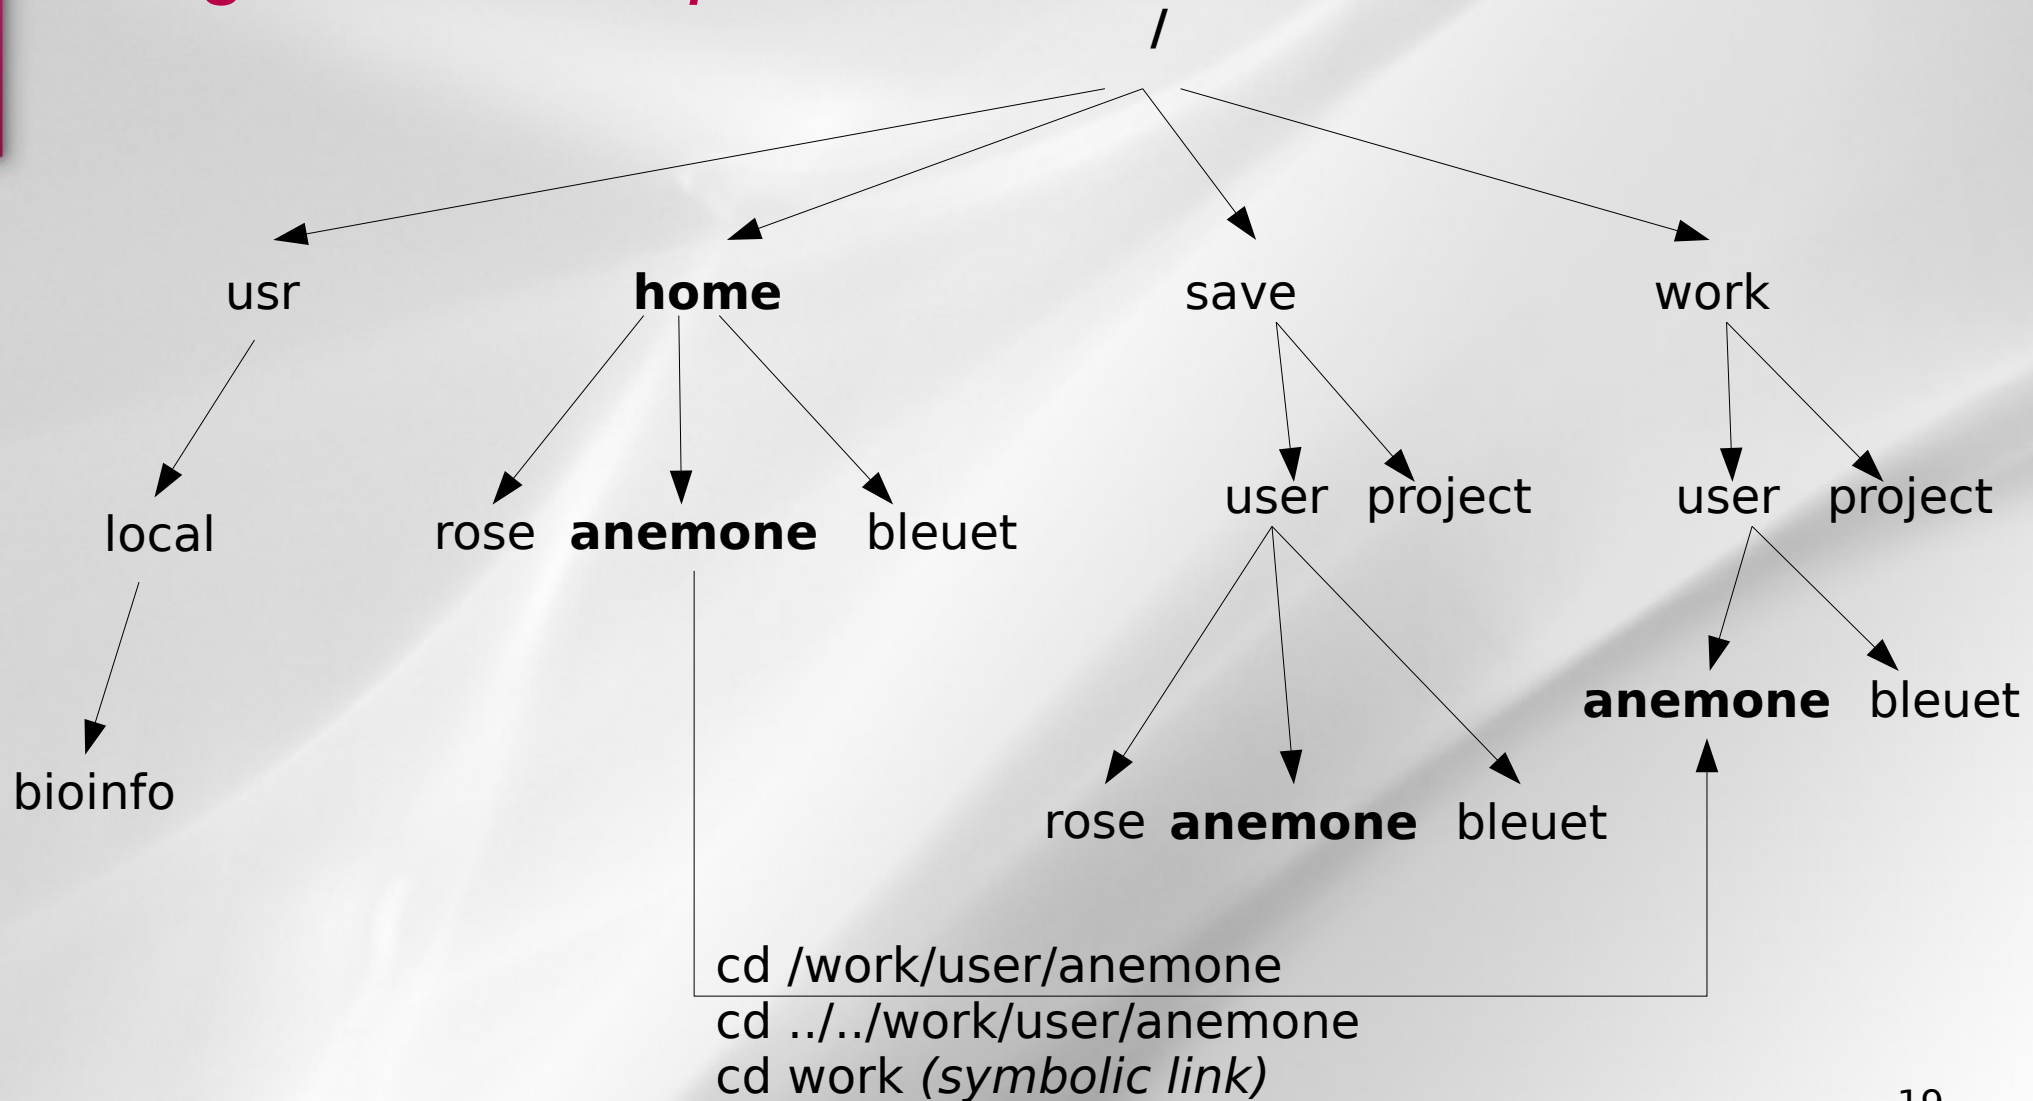 /
usr home save work
user project user project
local rose anemone bleuet
anemone bleuet
bioinfo
rose anemone bleuet
cd /work/user/anemone
cd ../../work/user/anemone
cd work (symbolic link)
19